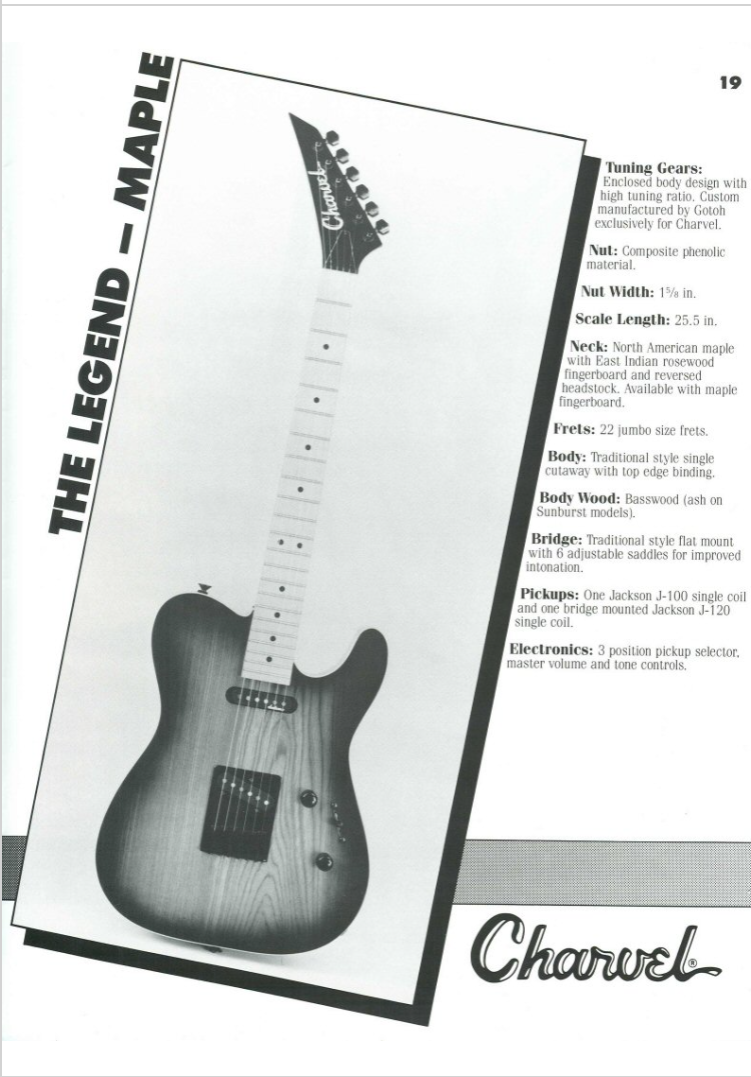 19
THE LEGEND – MAPLE
Charvel
Tuning Gears:
Enclosed body design with
high tuning ratio. Custom
manufactured by Gotoh
exclusively for Charvel.
Nut: Composite phenolic
material.
Nut Width: 1⁵/₈ in.
Scale Length: 25.5 in.
Neck: North American maple
with East Indian rosewood
fingerboard and reversed
headstock. Available with maple
fingerboard.
Frets: 22 jumbo size frets.
Body: Traditional style single
cutaway with top edge binding.
Body Wood: Basswood (ash on
Sunburst models).
Bridge: Traditional style flat mount
with 6 adjustable saddles for improved
intonation.
Pickups: One Jackson J-100 single coil
and one bridge mounted Jackson J-120
single coil.
Electronics: 3 position pickup selector,
master volume and tone controls.
Charvel®